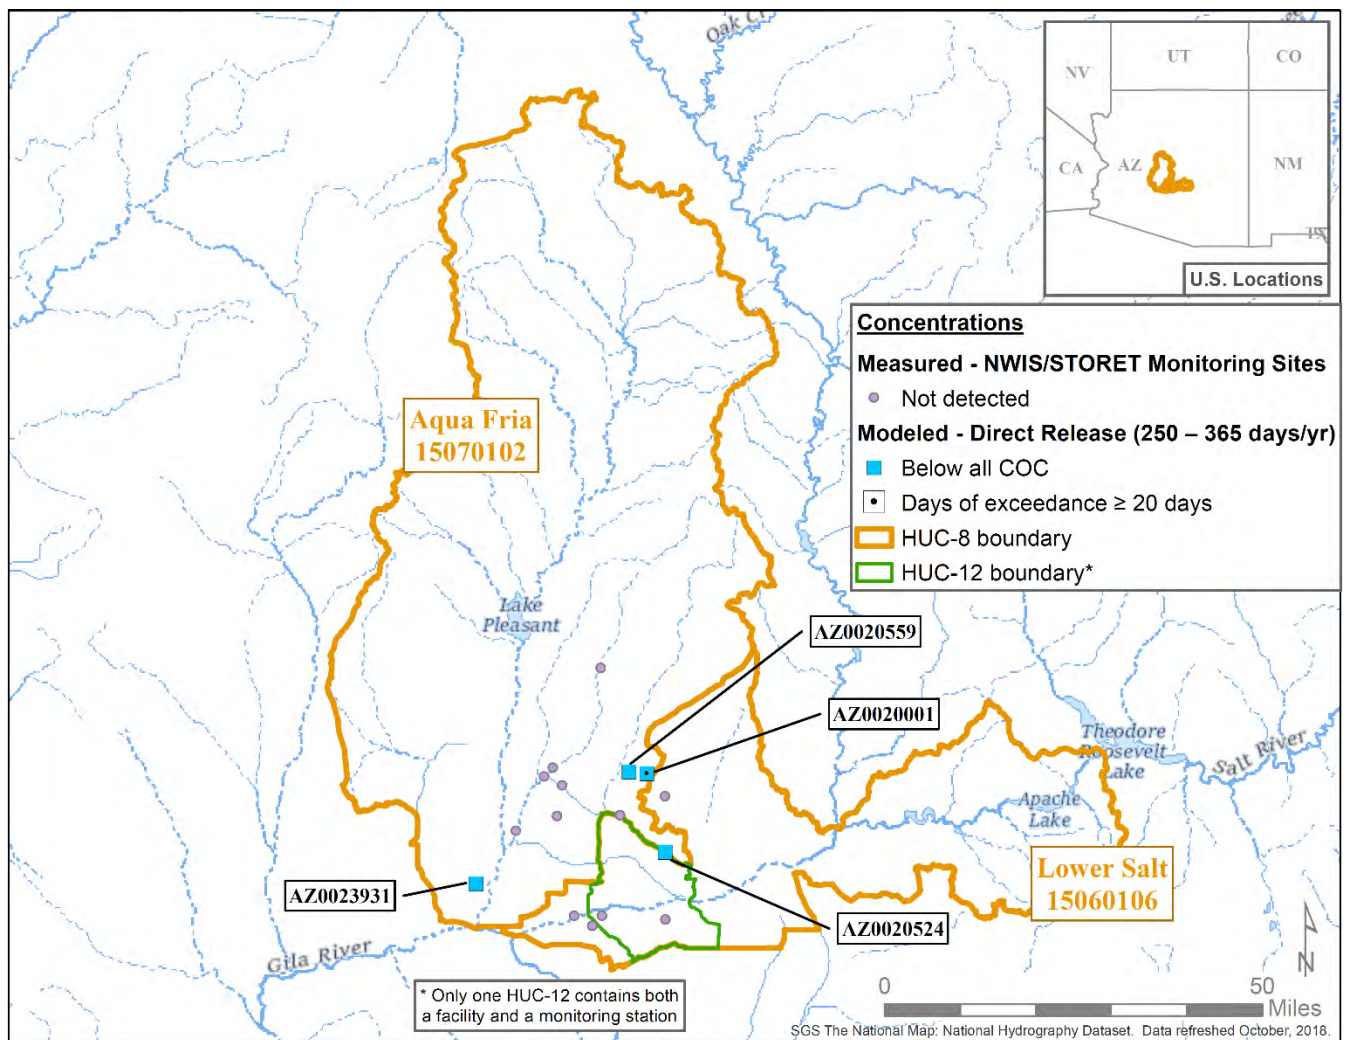 Oak Cr
NV
UT
CO
CA
AZ
NM
TX
U.S. Locations
Concentrations
Measured - NWIS/STORET Monitoring Sites
Not detected
Modeled - Direct Release (250 – 365 days/yr)
Below all COC
Days of exceedance ≥ 20 days
HUC-8 boundary
HUC-12 boundary*
Aqua Fria
15070102
Lake
Pleasant
AZ0020559
AZ0020001
Theodore
Roosevelt
Lake
Salt River
Apache
Lake
Lower Salt
15060106
AZ0023931
AZ0020524
Gila River
* Only one HUC-12 contains both
a facility and a monitoring station
N
0 50
Miles
SGS The National Map: National Hydrography Dataset. Data refreshed October, 2018.